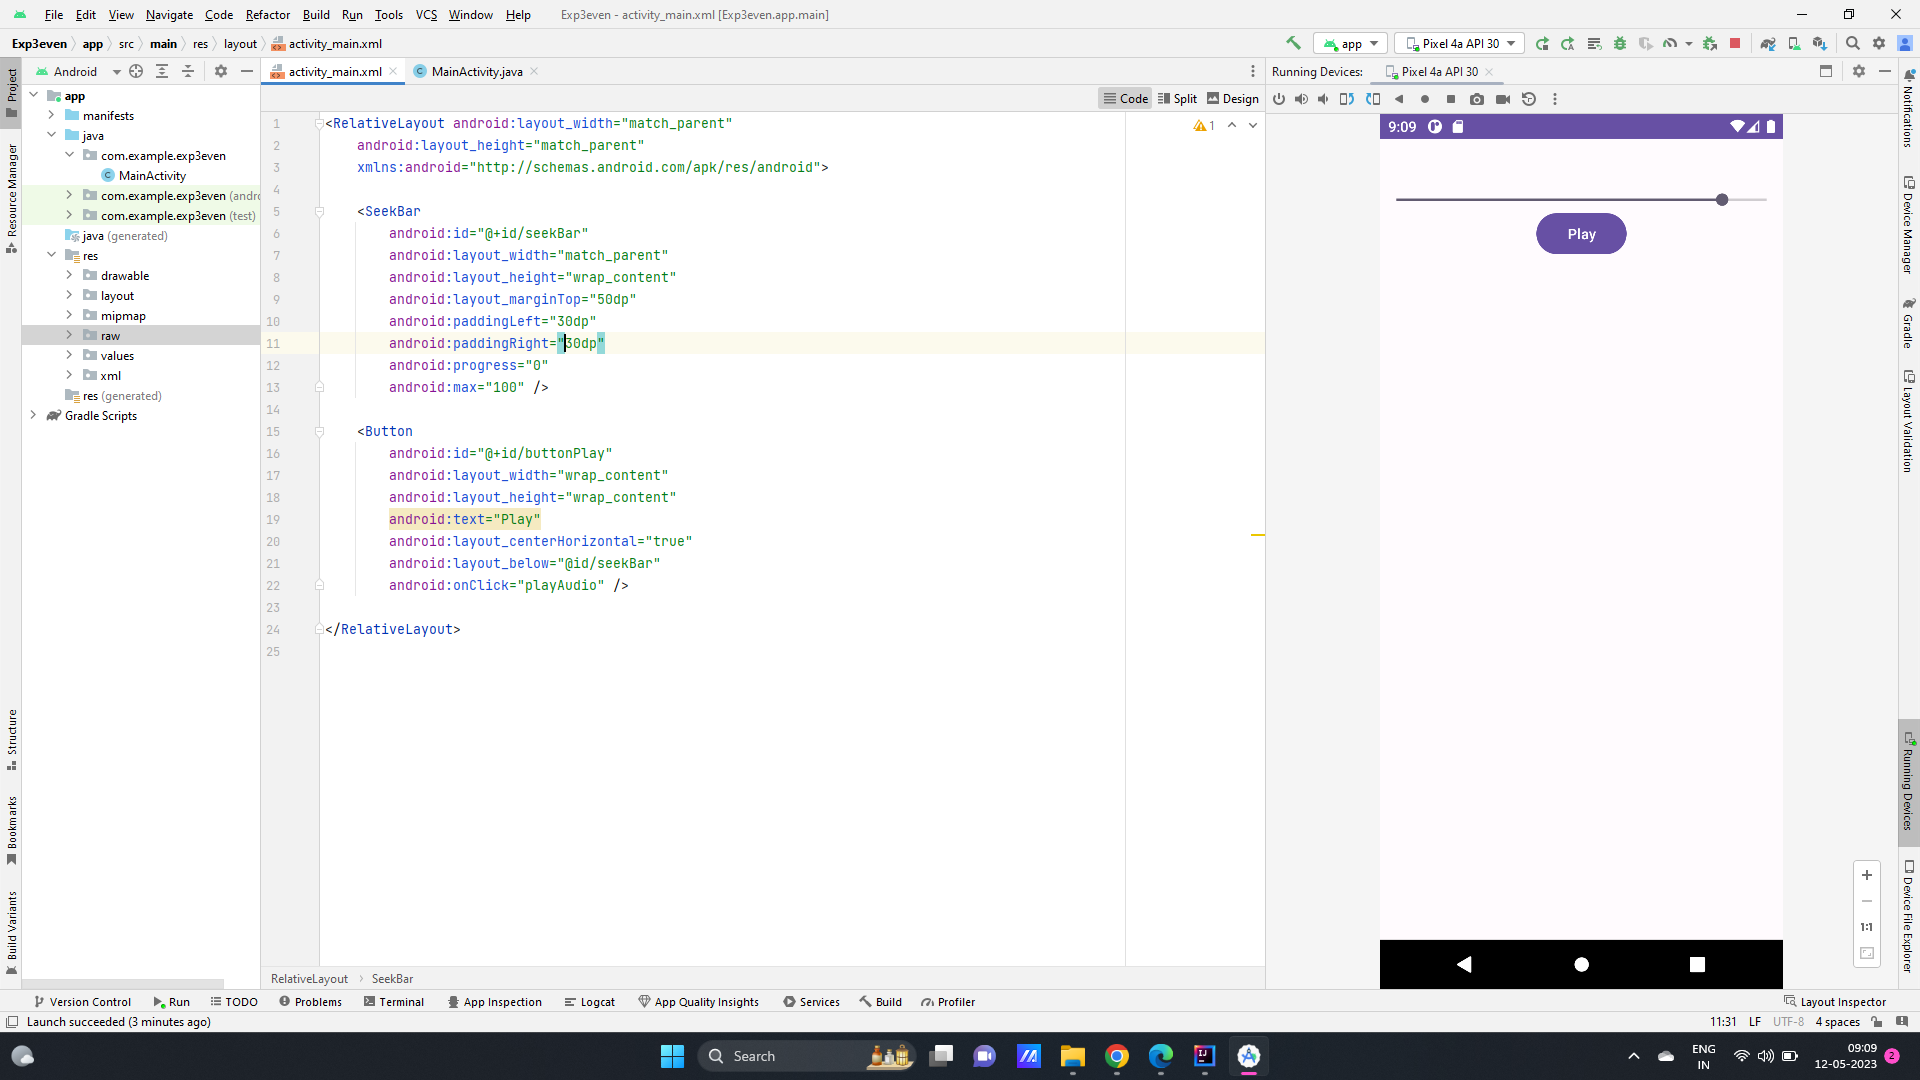 File Edit View Navigate Code Refactor Build Run Tools VCS Window Help Exp3even - activity_main.xml [Exp3even.app.main]
Exp3even app src main res layout activity_main.xml app Pixel 4a API 30
Android activity_main.xml MainActivity.java Running Devices: Pixel 4a API 30
Code Split Design
Project
Resource Manager
Structure
Bookmarks
Build Variants
app
manifests
java
com.example.exp3even
MainActivity
com.example.exp3even (andro
com.example.exp3even (test)
java (generated)
res
drawable
layout
mipmap
raw
values
xml
res (generated)
Gradle Scripts
1 <RelativeLayout android:layout_width="match_parent"
2 android:layout_height="match_parent"
3 xmlns:android="http://schemas.android.com/apk/res/android">
4
5 <SeekBar
6 android:id="@+id/seekBar"
7 android:layout_width="match_parent"
8 android:layout_height="wrap_content"
9 android:layout_marginTop="50dp"
10 android:paddingLeft="30dp"
11 android:paddingRight="30dp"
12 android:progress="0"
13 android:max="100" />
14
15 <Button
16 android:id="@+id/buttonPlay"
17 android:layout_width="wrap_content"
18 android:layout_height="wrap_content"
19 android:text="Play"
20 android:layout_centerHorizontal="true"
21 android:layout_below="@id/seekBar"
22 android:onClick="playAudio" />
23
24 </RelativeLayout>
25
1
RelativeLayout SeekBar
9:09
Play
1:1
Notifications
Device Manager
Gradle
Layout Validation
Running Devices
Device File Explorer
Version Control Run TODO Problems Terminal App Inspection Logcat App Quality Insights Services Build Profiler Layout Inspector
Launch succeeded (3 minutes ago) 11:31 LF UTF-8 4 spaces
Search
ENG
IN
09:09
12-05-2023
2